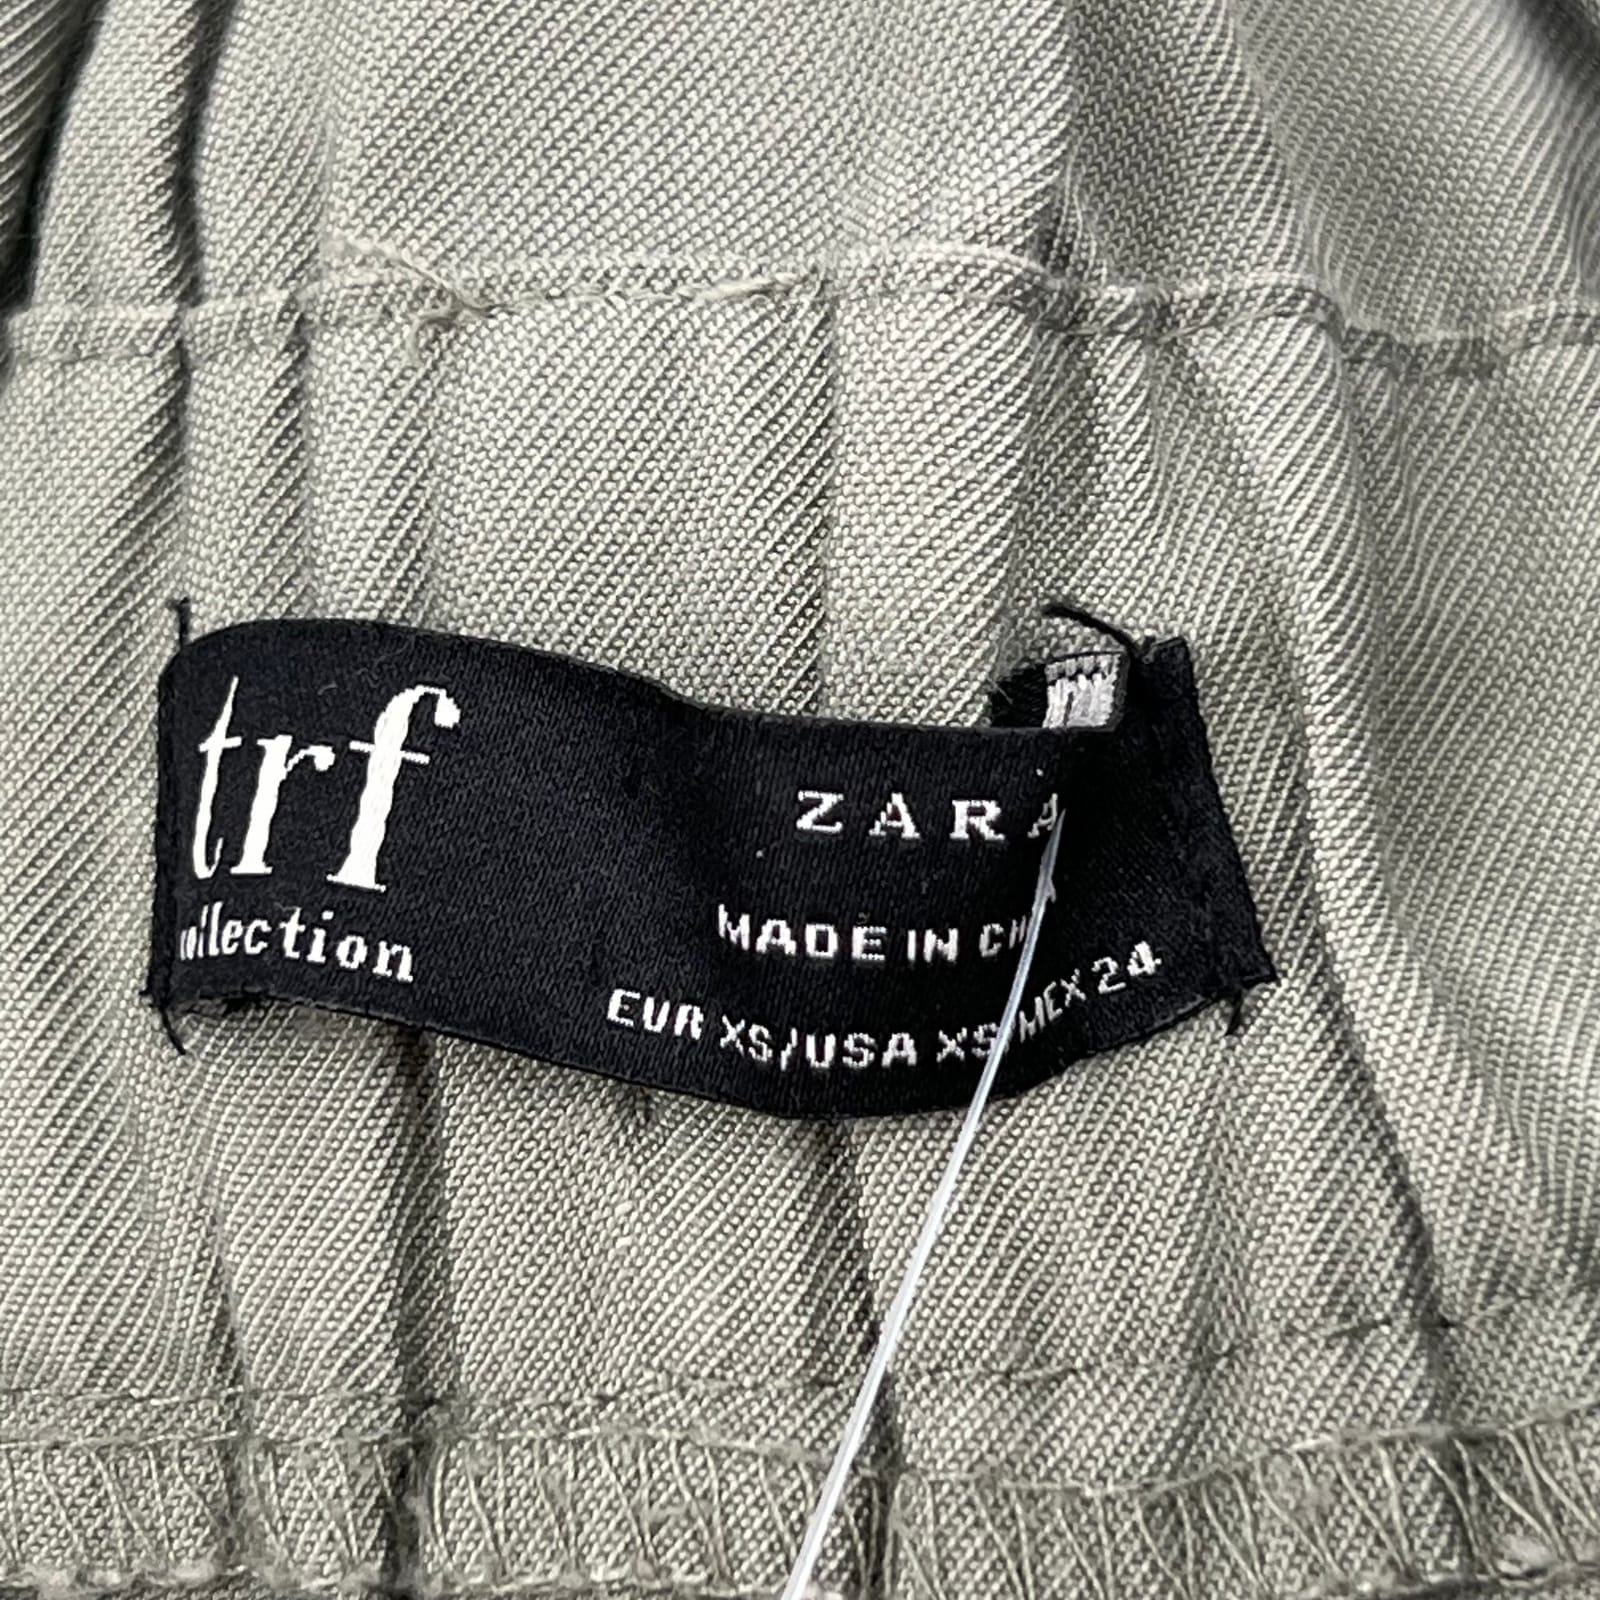 trf
collection
ZARA
MADE IN
EUR XS/USA XS/MEX 24